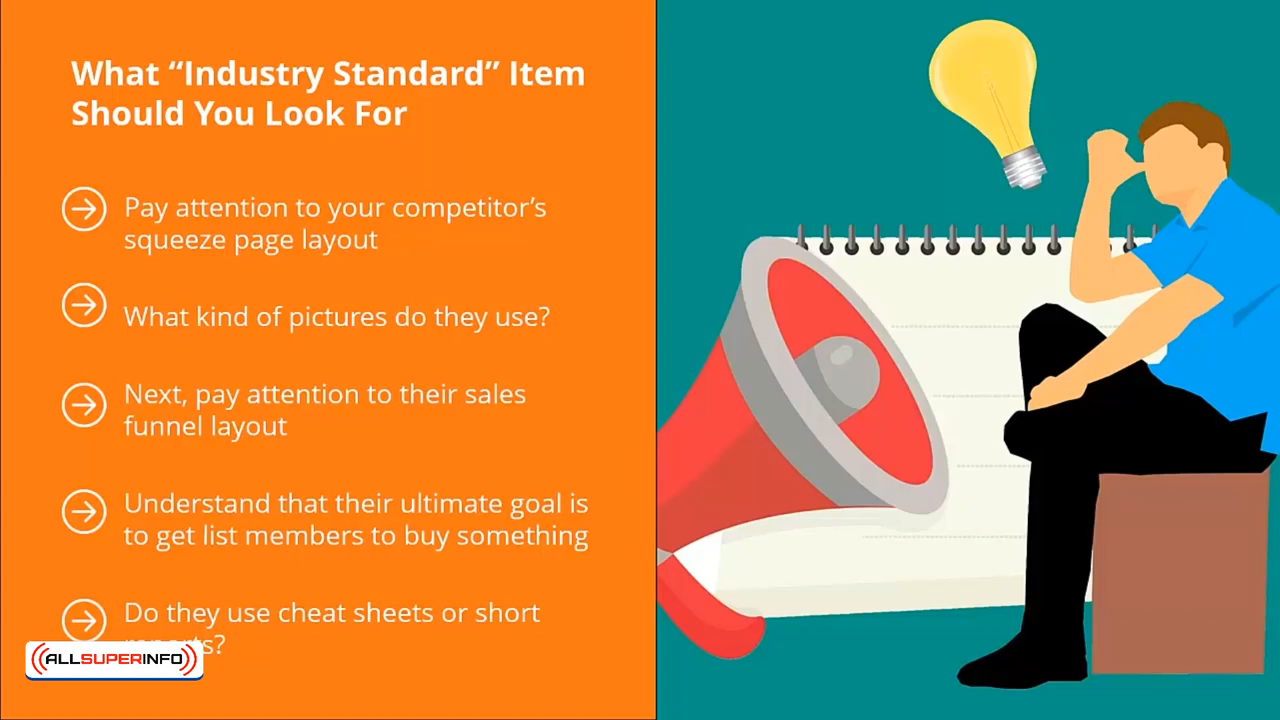 What “Industry Standard” Item
Should You Look For
Pay attention to your competitor’s
squeeze page layout
What kind of pictures do they use?
Next, pay attention to their sales
funnel layout
Understand that their ultimate goal is
to get list members to buy something
Do they use cheat sheets or short
ALLSUPERINFO